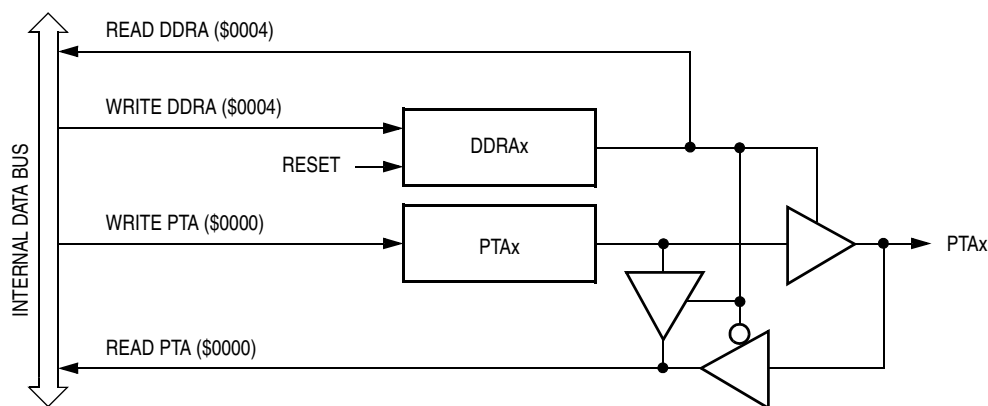 READ DDRA ($0004)
WRITE DDRA ($0004)
DDRAx
RESET
INTERNAL DATA BUS
WRITE PTA ($0000)
PTAx
PTAx
READ PTA ($0000)